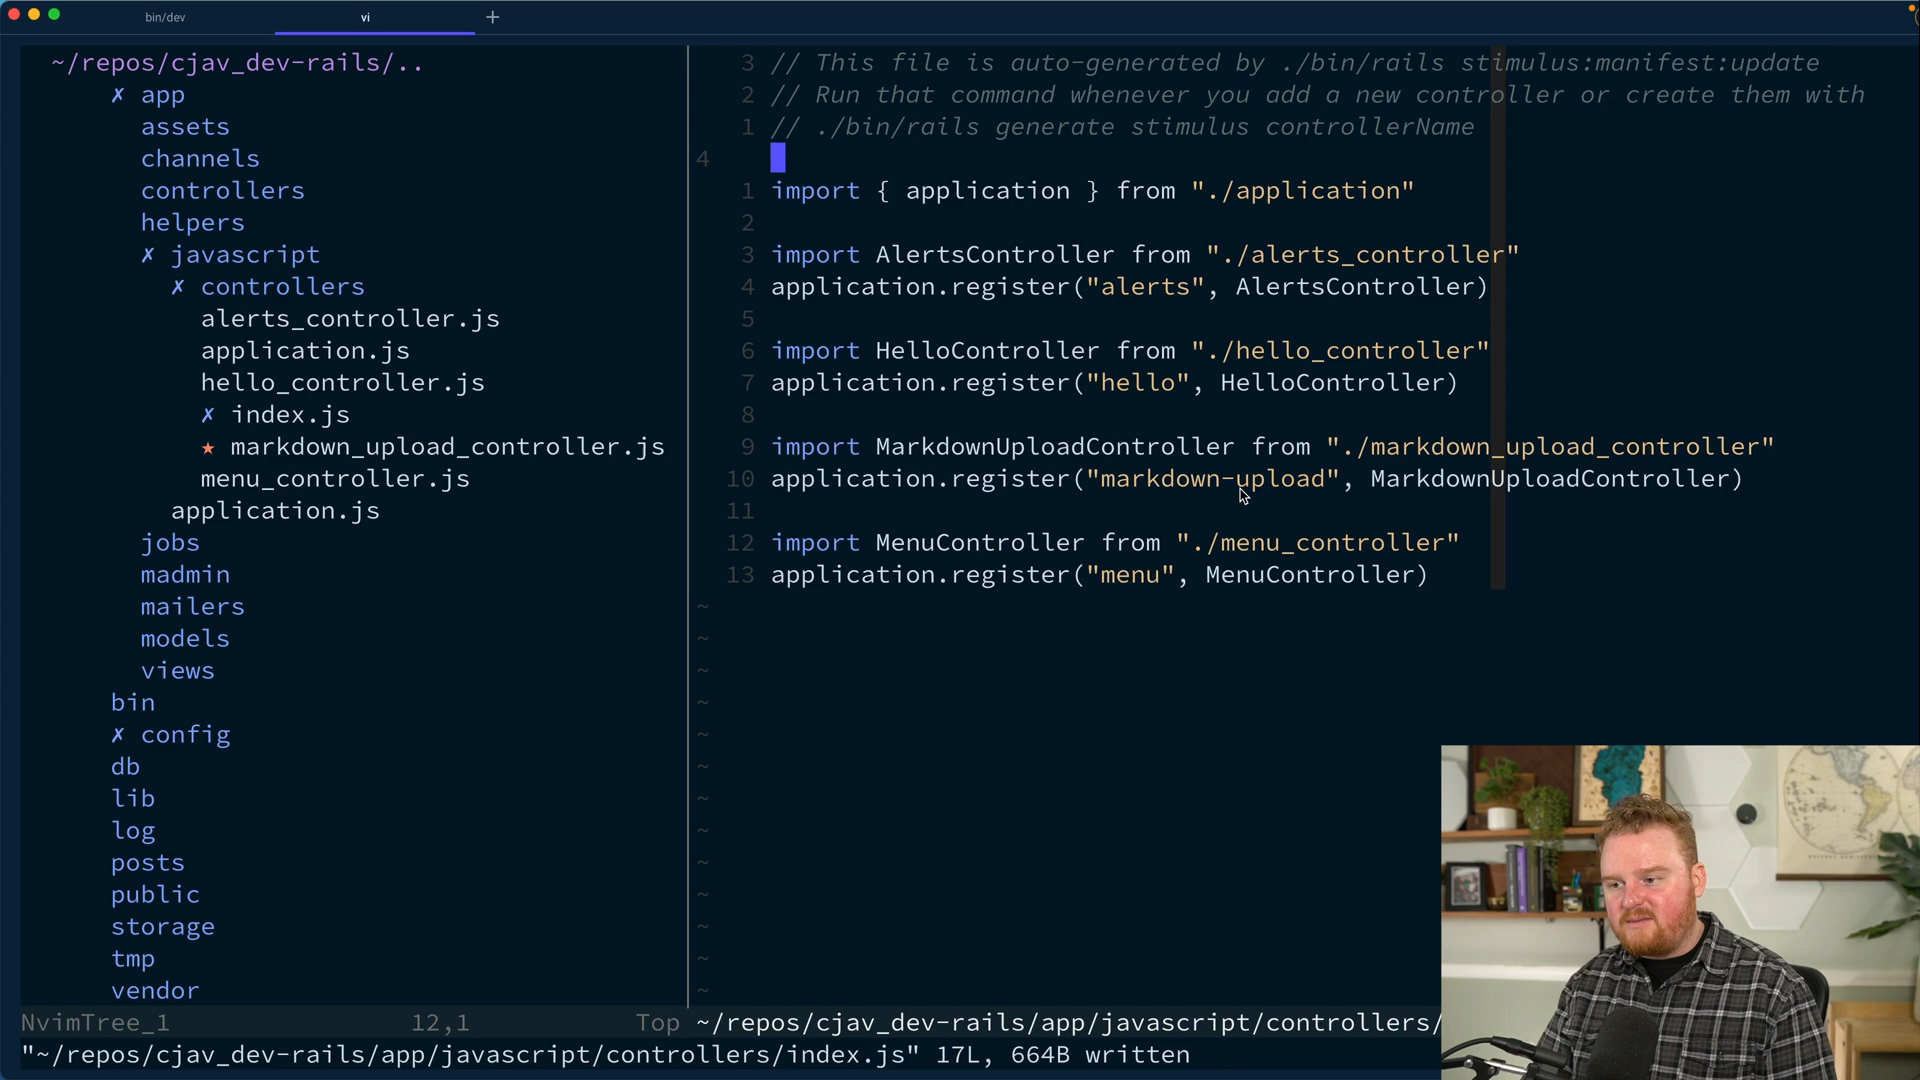 bin/dev
vi
+
~/repos/cjav_dev-rails/..
✗ app
assets
channels
controllers
helpers
✗ javascript
✗ controllers
alerts_controller.js
application.js
hello_controller.js
✗ index.js
★ markdown_upload_controller.js
menu_controller.js
application.js
jobs
madmin
mailers
models
views
bin
✗ config
db
lib
log
posts
public
storage
tmp
vendor
NvimTree_1 12,1 Top
3 // This file is auto-generated by ./bin/rails stimulus:manifest:update
2 // Run that command whenever you add a new controller or create them with
1 // ./bin/rails generate stimulus controllerName
4
1 import { application } from "./application"
2
3 import AlertsController from "./alerts_controller"
4 application.register("alerts", AlertsController)
5
6 import HelloController from "./hello_controller"
7 application.register("hello", HelloController)
8
9 import MarkdownUploadController from "./markdown_upload_controller"
10 application.register("markdown-upload", MarkdownUploadController)
11
12 import MenuController from "./menu_controller"
13 application.register("menu", MenuController)
~
~
~
~
~
~
~
~
~
~
~
~
~
~/repos/cjav_dev-rails/app/javascript/controllers/
"~/repos/cjav_dev-rails/app/javascript/controllers/index.js" 17L, 664B written